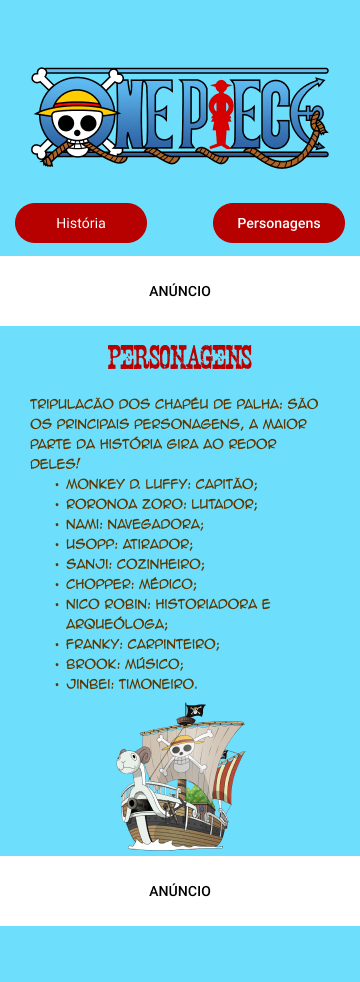 ONE PIECE
História
Personagens
ANÚNCIO
PERSONAGENS
TRIPULACÃO DOS CHAPÉU DE PALHA: SÃO
OS PRINCIPAIS PERSONAGENS, A MAIOR
PARTE DA HISTÓRIA GIRA AO REDOR
DELES!
• MONKEY D. LUFFY: CAPITÃO;
• RORONOA ZORO: LUTADOR;
• NAMI: NAVEGADORA;
• USOPP: ATIRADOR;
• SANJI: COZINHEIRO;
• CHOPPER: MÉDICO;
• NICO ROBIN: HISTORIADORA E
ARQUEÓLOGA;
• FRANKY: CARPINTEIRO;
• BROOK: MÚSICO;
• JINBEI: TIMONEIRO.
ANÚNCIO